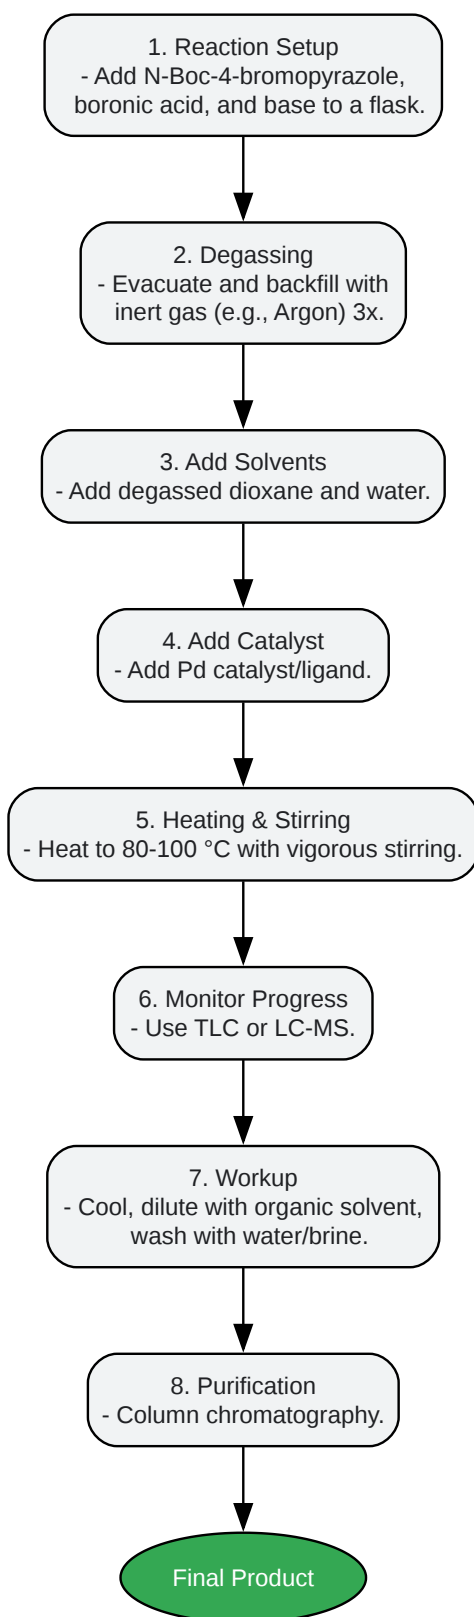 1. Reaction Setup
- Add N-Boc-4-bromopyrazole,
boronic acid, and base to a flask.
2. Degassing
- Evacuate and backfill with
inert gas (e.g., Argon) 3x.
3. Add Solvents
- Add degassed dioxane and water.
4. Add Catalyst
- Add Pd catalyst/ligand.
5. Heating & Stirring
- Heat to 80-100 °C with vigorous stirring.
6. Monitor Progress
- Use TLC or LC-MS.
7. Workup
- Cool, dilute with organic solvent,
wash with water/brine.
8. Purification
- Column chromatography.
Final Product